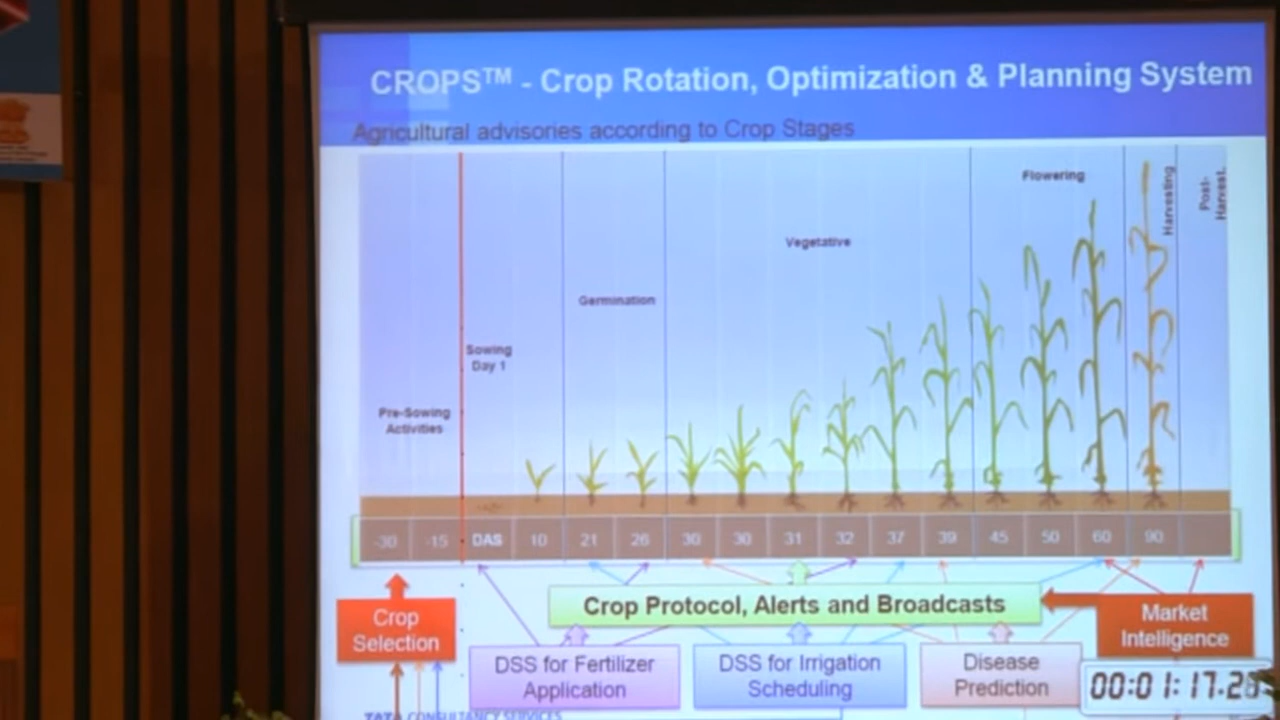 CROPS™ - Crop Rotation, Optimization & Planning System
Agricultural advisories according to Crop Stages
Flowering
Harvesting
Post-
Harvest.
Vegetative
Germination
Sowing
Day 1
Pre-Sowing
Activities
-30 -15 DAS 10 21 26 30 30 31 32 37 39 45 50 60 90
Crop Protocol, Alerts and Broadcasts
Crop
Selection
Market
Intelligence
DSS for Fertilizer
Application
DSS for Irrigation
Scheduling
Disease
Prediction
00:01:17.28
TATA CONSULTANCY SERVICES